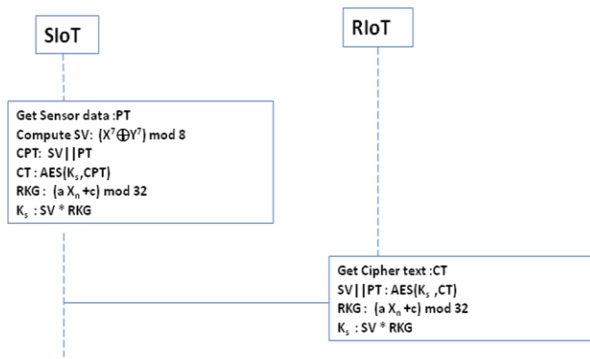 SIoT
RIoT
Get Sensor data :PT
Compute SV: (X⁷⨁Y⁷) mod 8
CPT: SV||PT
CT : AES(Kₛ,CPT)
RKG : (a Xₙ +c) mod 32
Kₛ : SV * RKG
Get Cipher text :CT
SV||PT : AES(Kₛ ,CT)
RKG : (a Xₙ +c) mod 32
Kₛ : SV * RKG